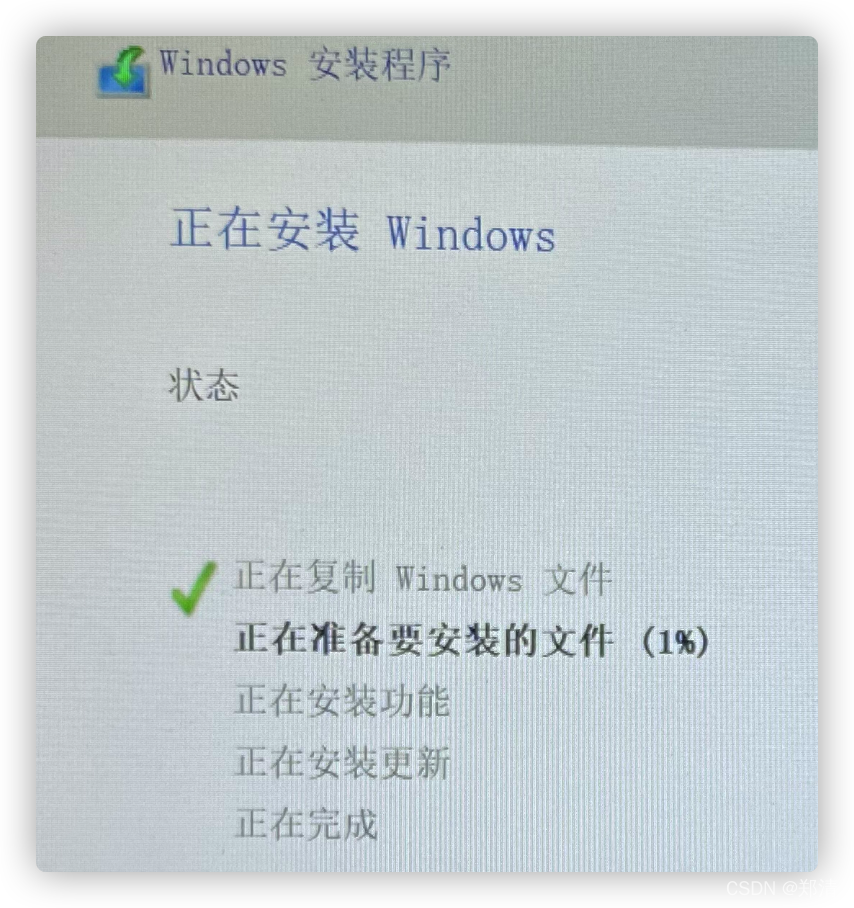 Windows 安装程序
正在安装 Windows
状态
正在复制 Windows 文件
正在准备要安装的文件 (1%)
正在安装功能
正在安装更新
正在完成
CSDN